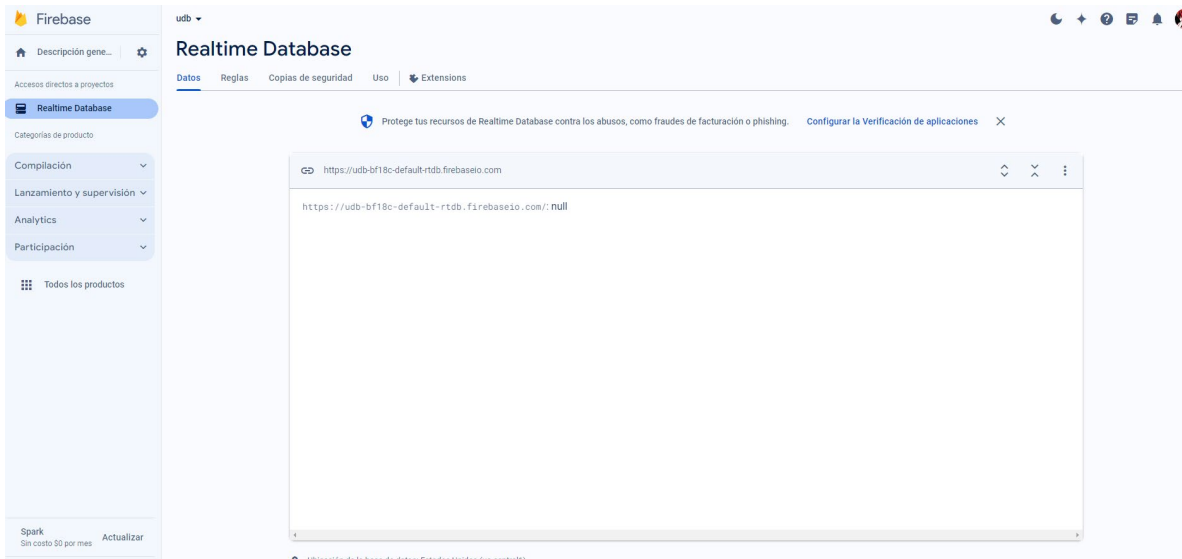 Firebase
udb
Descripción gene...
Realtime Database
Datos Reglas Copias de seguridad Uso Extensions
Accesos directos a proyectos
Realtime Database
Protege tus recursos de Realtime Database contra los abusos, como fraudes de facturación o phishing. Configurar la Verificación de aplicaciones
Categorías de producto
Compilación
https://udb-bf18c-default-rtdb.firebaseio.com
Lanzamiento y supervisión
https://udb-bf18c-default-rtdb.firebaseio.com/: null
Analytics
Participación
Todos los productos
Spark
Sin costo $0 por mes
Actualizar